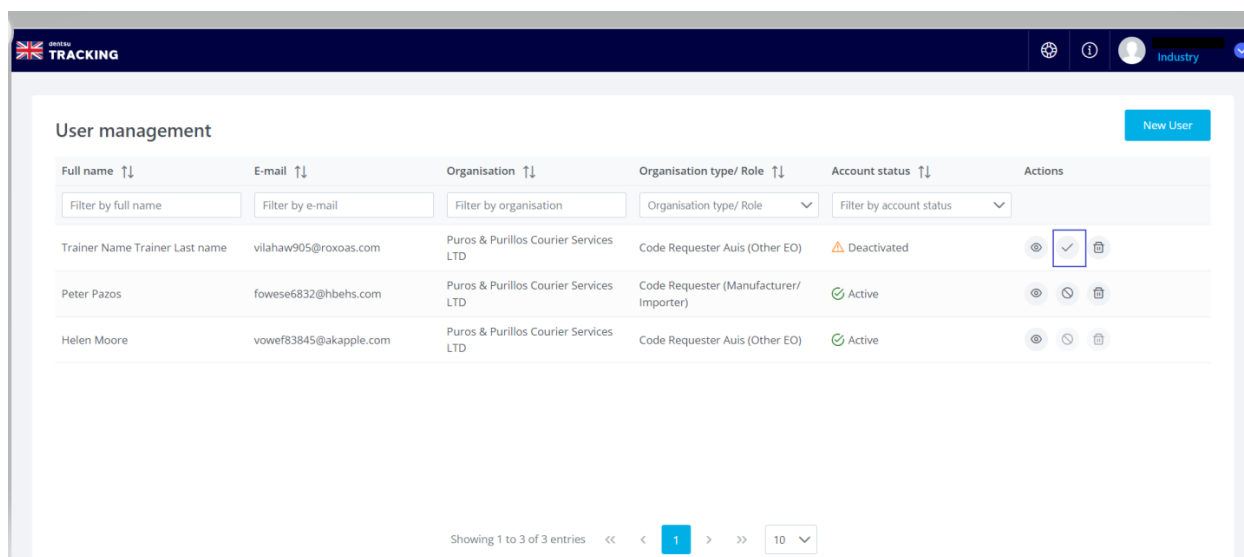 dentsu
TRACKING
Industry
User management
New User
Full name
E-mail
Organisation
Organisation type/ Role
Account status
Actions
Filter by full name
Filter by e-mail
Filter by organisation
Organisation type/ Role
Filter by account status
Trainer Name Trainer Last name
vilahaw905@roxoas.com
Puros & Purillos Courier Services
LTD
Code Requester Auis (Other EO)
Deactivated
Peter Pazos
fowese6832@hbehs.com
Puros & Purillos Courier Services
LTD
Code Requester (Manufacturer/
Importer)
Active
Helen Moore
vowef83845@akapple.com
Puros & Purillos Courier Services
LTD
Code Requester Auis (Other EO)
Active
Showing 1 to 3 of 3 entries << < 1 > >> 10